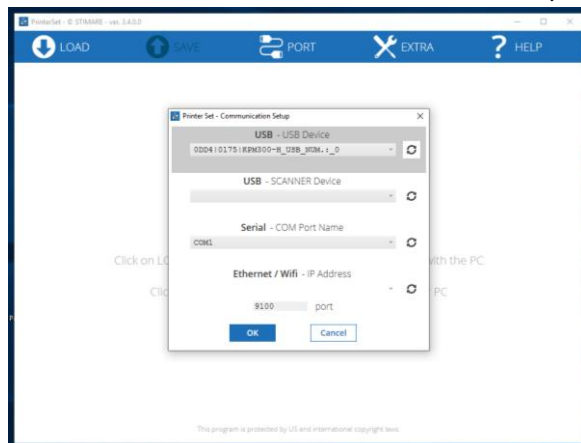 PrinterSet - © STIMARE - ver. 3.4.0.0
LOAD SAVE PORT EXTRA HELP
Printer Set - Communication Setup
USB - USB Device
0DD4|0175|KPM300-H_USB_NUM.:_0
USB - SCANNER Device
Serial - COM Port Name
COM1
Click on LO with the PC
Ethernet / Wifi - IP Address
Clic PC
9100 port
OK Cancel
This program is protected by US and international copyright laws